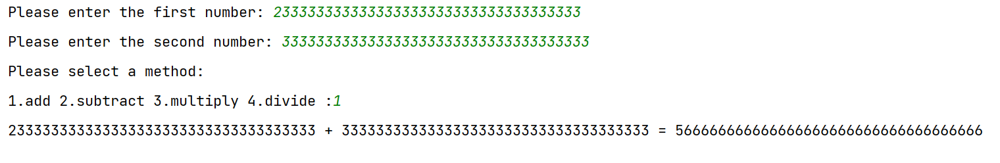 Please enter the first number: 233333333333333333333333333333333333
Please enter the second number: 333333333333333333333333333333333333
Please select a method:
1.add 2.subtract 3.multiply 4.divide :1
233333333333333333333333333333333333 + 333333333333333333333333333333333333 = 566666666666666666666666666666666666